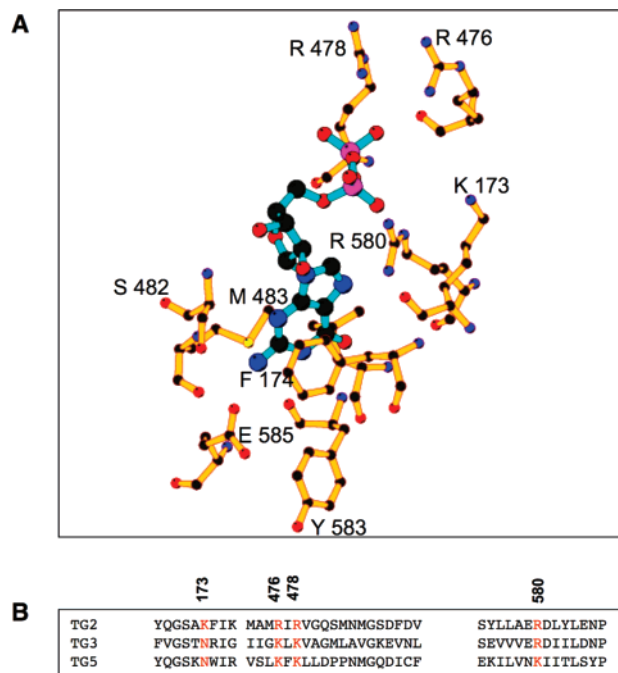 A
R 478
R 476
K 173
R 580
S 482
M 483
F 174
E 585
Y 583
B
173 476 478 580
TG2 YQGSAKFIK MAMRIRVGQSMNMGSDFDV SYLLAERDLYLENP
TG3 FVGSTNRIG IIGKLKVAGMLAVGKEVNL SEVVVERDIILDNP
TG5 YQGSKNWIR VSLKFKLLDPPNMGQDICF EKILVNKIITLSYP